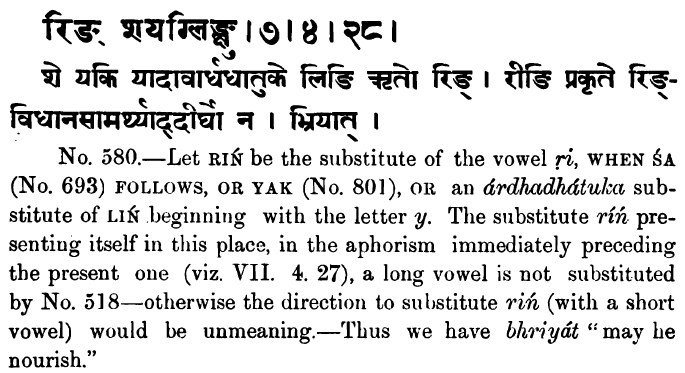 रिङ् शयग्लिङ्क्षु । ७ । ४ । २८ ।
शे यकि यादावार्धधातुके लिङि ऋतो रिङ् । रीङि प्रकृते रिङ्-
विधानसामर्थ्याद्दीर्घो न । भ्रियात् ।
No. 580.—Let RIŃ be the substitute of the vowel ṛi, WHEN ŚA
(No. 693) FOLLOWS, OR YAK (No. 801), OR an árdhadhátuka sub-
stitute of LIŃ beginning with the letter y. The substitute ríń pre-
senting itself in this place, in the aphorism immediately preceding
the present one (viz. VII. 4. 27), a long vowel is not substituted
by No. 518—otherwise the direction to substitute riń (with a short
vowel) would be unmeaning.—Thus we have bhriyát “may he
nourish.”